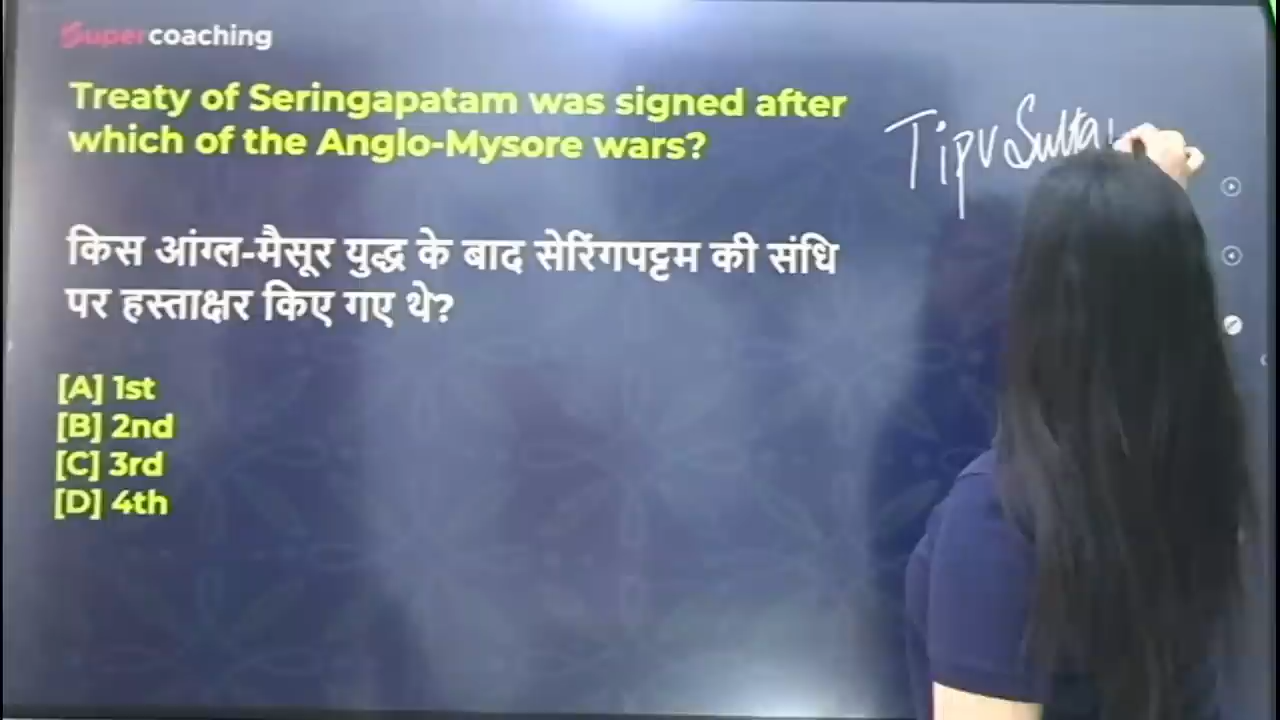 Supercoaching
Treaty of Seringapatam was signed after
which of the Anglo-Mysore wars?
Tipu Sulta
किस आंग्ल-मैसूर युद्ध के बाद सेरिंगपट्टम की संधि
पर हस्ताक्षर किए गए थे?
[A] 1st
[B] 2nd
[C] 3rd
[D] 4th